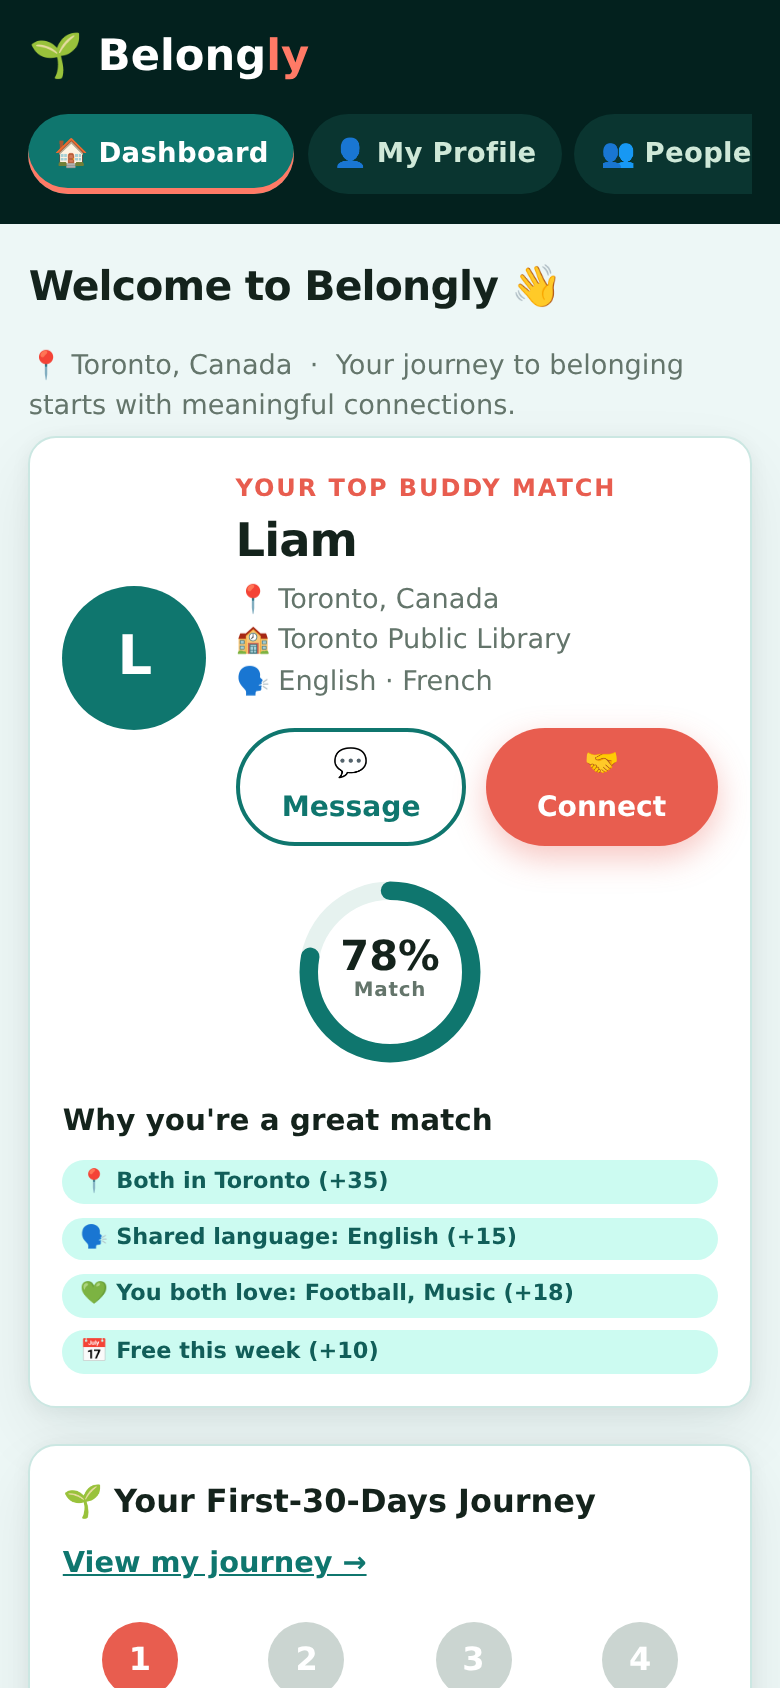 🌱 Belongly
🏠 Dashboard 👤 My Profile 👥 People
Welcome to Belongly 👋
📍 Toronto, Canada · Your journey to belonging
starts with meaningful connections.
YOUR TOP BUDDY MATCH
Liam
L
📍 Toronto, Canada
🏫 Toronto Public Library
🗣️ English · French
💬 Message
🤝 Connect
78%
Match
Why you're a great match
📍 Both in Toronto (+35)
🗣️ Shared language: English (+15)
💚 You both love: Football, Music (+18)
📅 Free this week (+10)
🌱 Your First-30-Days Journey
View my journey →
1 2 3 4